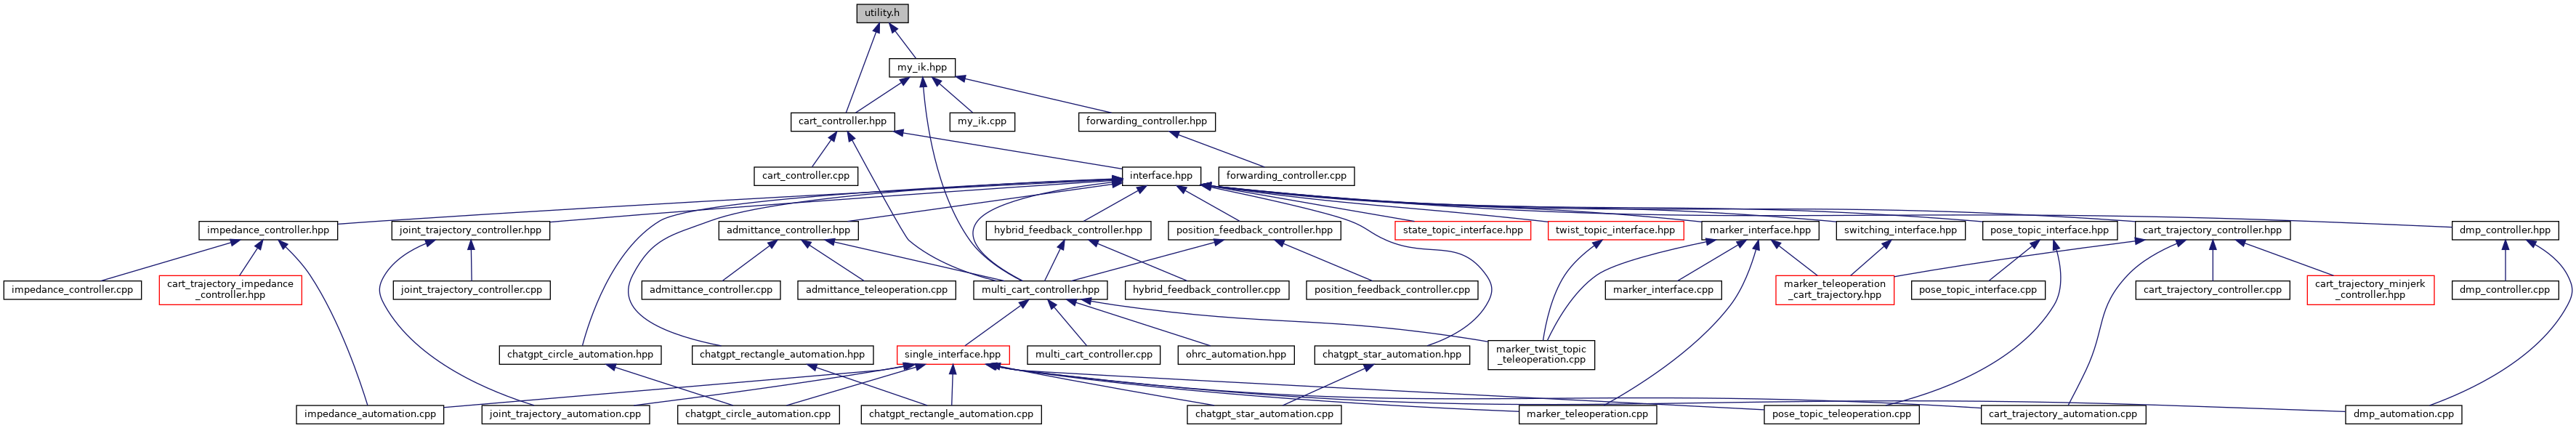 utility.h
my_ik.hpp
cart_controller.hpp
my_ik.cpp
forwarding_controller.hpp
cart_controller.cpp
interface.hpp
forwarding_controller.cpp
impedance_controller.hpp
joint_trajectory_controller.hpp
admittance_controller.hpp
hybrid_feedback_controller.hpp
position_feedback_controller.hpp
state_topic_interface.hpp
twist_topic_interface.hpp
marker_interface.hpp
switching_interface.hpp
pose_topic_interface.hpp
cart_trajectory_controller.hpp
dmp_controller.hpp
impedance_controller.cpp
cart_trajectory_impedance
_controller.hpp
joint_trajectory_controller.cpp
admittance_controller.cpp
admittance_teleoperation.cpp
multi_cart_controller.hpp
hybrid_feedback_controller.cpp
position_feedback_controller.cpp
marker_interface.cpp
marker_teleoperation
_cart_trajectory.hpp
pose_topic_interface.cpp
cart_trajectory_controller.cpp
cart_trajectory_minjerk
_controller.hpp
dmp_controller.cpp
chatgpt_circle_automation.hpp
chatgpt_rectangle_automation.hpp
single_interface.hpp
multi_cart_controller.cpp
ohrc_automation.hpp
chatgpt_star_automation.hpp
marker_twist_topic
_teleoperation.cpp
impedance_automation.cpp
joint_trajectory_automation.cpp
chatgpt_circle_automation.cpp
chatgpt_rectangle_automation.cpp
chatgpt_star_automation.cpp
marker_teleoperation.cpp
pose_topic_teleoperation.cpp
cart_trajectory_automation.cpp
dmp_automation.cpp